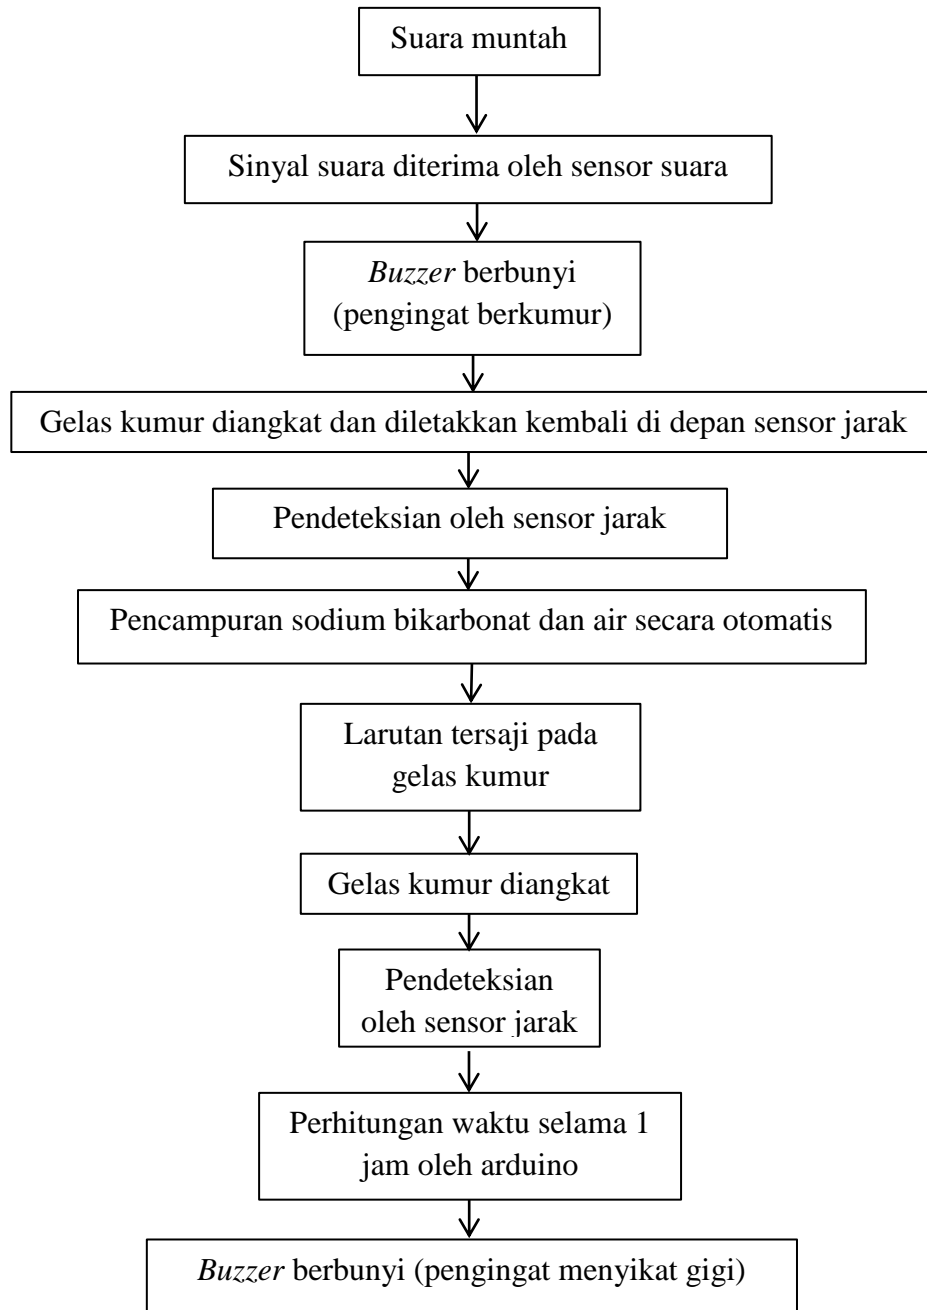 Suara muntah
Sinyal suara diterima oleh sensor suara
Buzzer berbunyi
(pengingat berkumur)
Gelas kumur diangkat dan diletakkan kembali di depan sensor jarak
Pendeteksian oleh sensor jarak
Pencampuran sodium bikarbonat dan air secara otomatis
Larutan tersaji pada
gelas kumur
Gelas kumur diangkat
Pendeteksian
oleh sensor jarak
Perhitungan waktu selama 1
jam oleh arduino
Buzzer berbunyi (pengingat menyikat gigi)